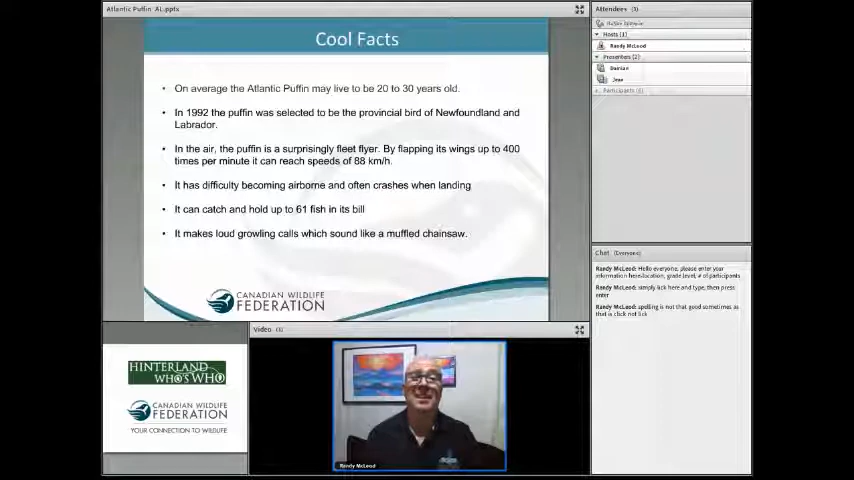 Atlantic Puffin_AL.pptx
Cool Facts
• On average the Atlantic Puffin may live to be 20 to 30 years old.
• In 1992 the puffin was selected to be the provincial bird of Newfoundland and
Labrador.
• In the air, the puffin is a surprisingly fleet flyer. By flapping its wings up to 400
times per minute it can reach speeds of 88 km/h.
• It has difficulty becoming airborne and often crashes when landing
• It can catch and hold up to 61 fish in its bill
• It makes loud growling calls which sound like a muffled chainsaw.
CANADIAN WILDLIFE
FEDERATION
HINTERLAND
WHO'S WHO
CANADIAN WILDLIFE
FEDERATION
YOUR CONNECTION TO WILDLIFE
Video (1)
Randy McLeod
Attendees (3)
Hosts (1)
Randy McLeod
Presenters (2)
Damian
Jese
Participants (0)
Chat (Everyone)
Randy McLeod: Hello everyone, please enter your
information here:location, grade level, # of participants
Randy McLeod: simply lick here and type, then press
enter
Randy McLeod: spelling is not that good sometimes as
that is click not lick